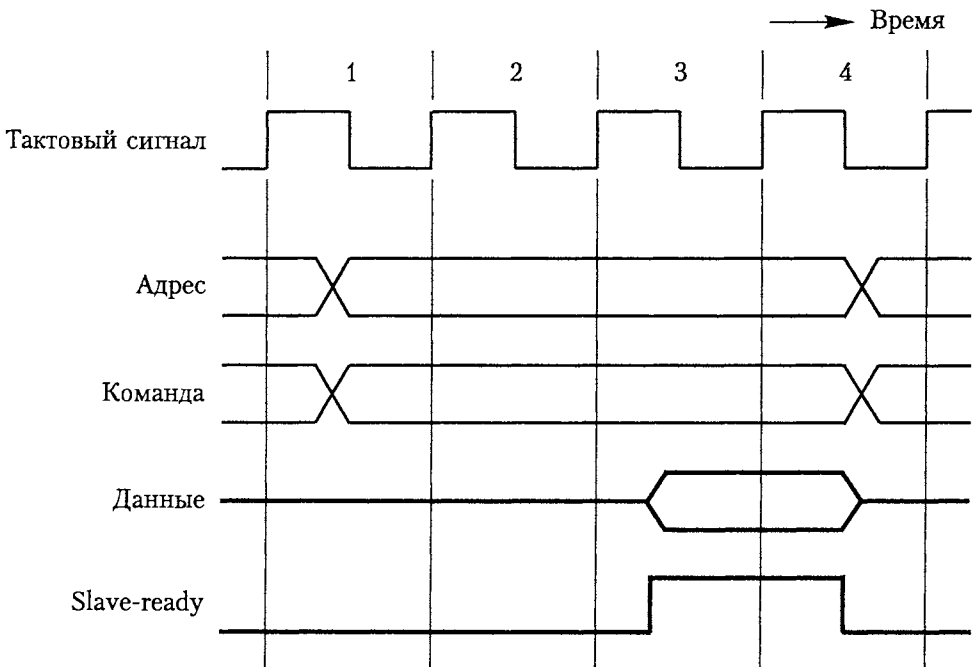 Время
1 2 3 4
Тактовый сигнал
Адрес
Команда
Данные
Slave-ready